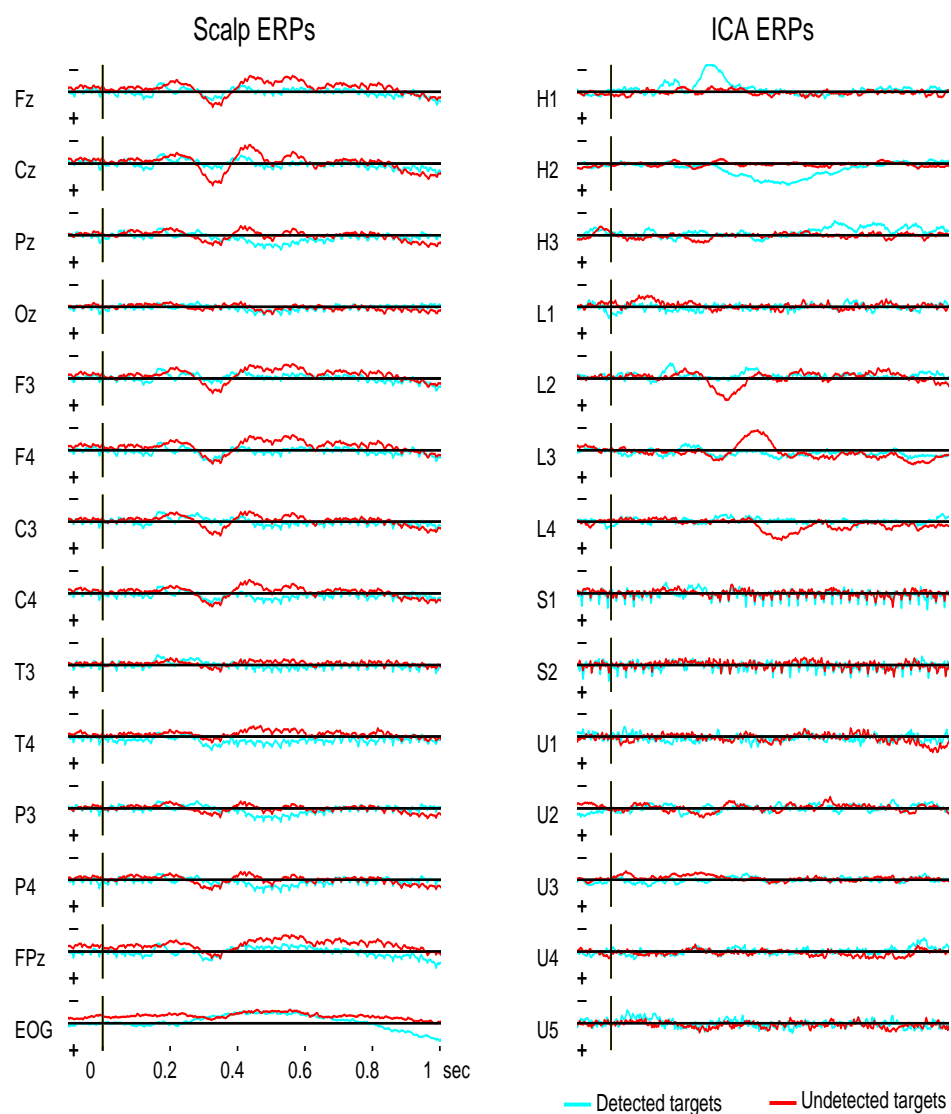 Scalp ERPs
ICA ERPs
− Fz +
− Cz +
− Pz +
− Oz +
− F3 +
− F4 +
− C3 +
− C4 +
− T3 +
− T4 +
− P3 +
− P4 +
− FPz +
− EOG +
0 0.2 0.4 0.6 0.8 1 sec
− H1 +
− H2 +
− H3 +
− L1 +
− L2 +
− L3 +
− L4 +
− S1 +
− S2 +
− U1 +
− U2 +
− U3 +
− U4 +
− U5 +
Detected targets
Undetected targets